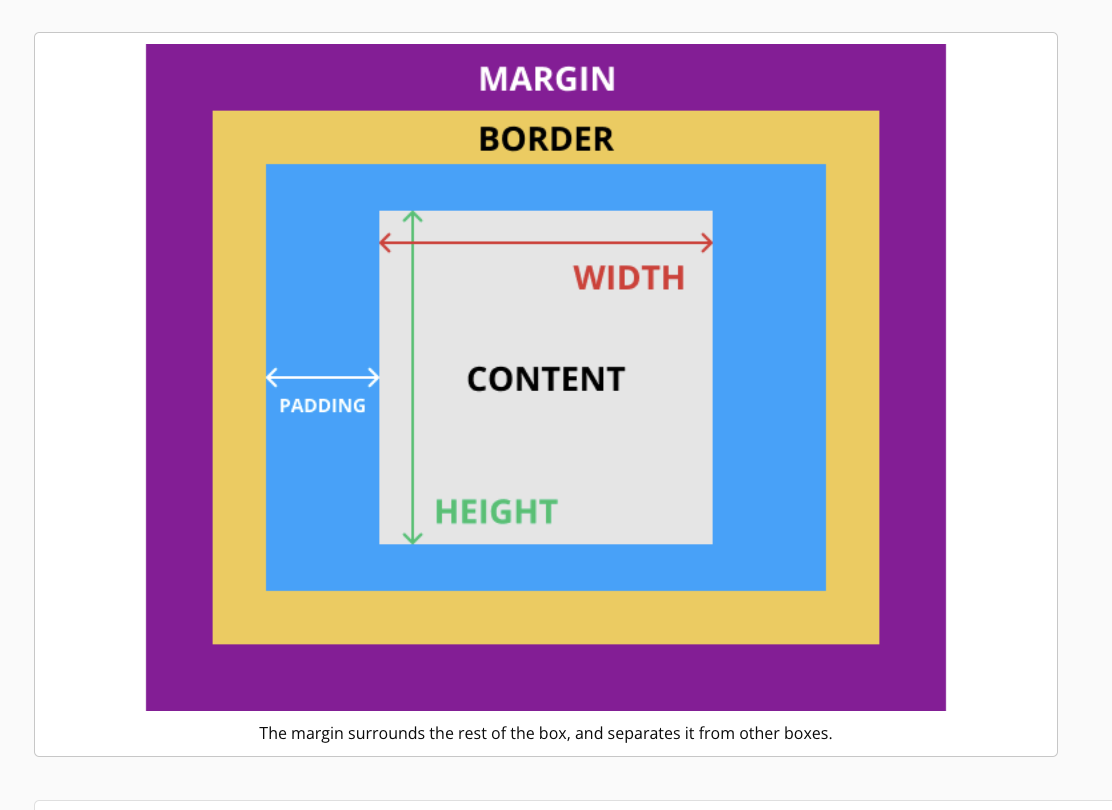 MARGIN
BORDER
WIDTH
CONTENT
PADDING
HEIGHT
The margin surrounds the rest of the box, and separates it from other boxes.